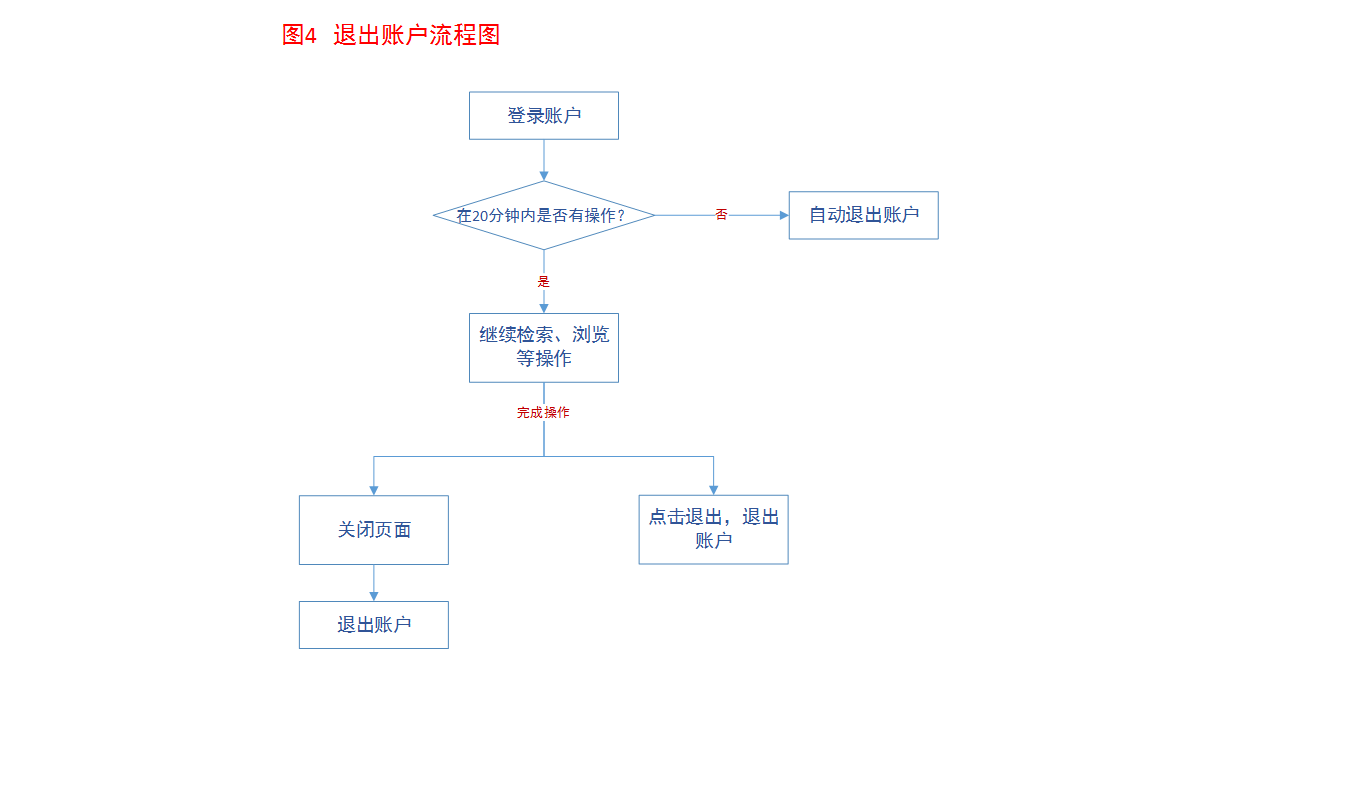 图4 退出账户流程图
登录账户
在20分钟内是否有操作？
否
自动退出账户
是
继续检索、浏览
等操作
完成操作
关闭页面
点击退出，退出
账户
退出账户